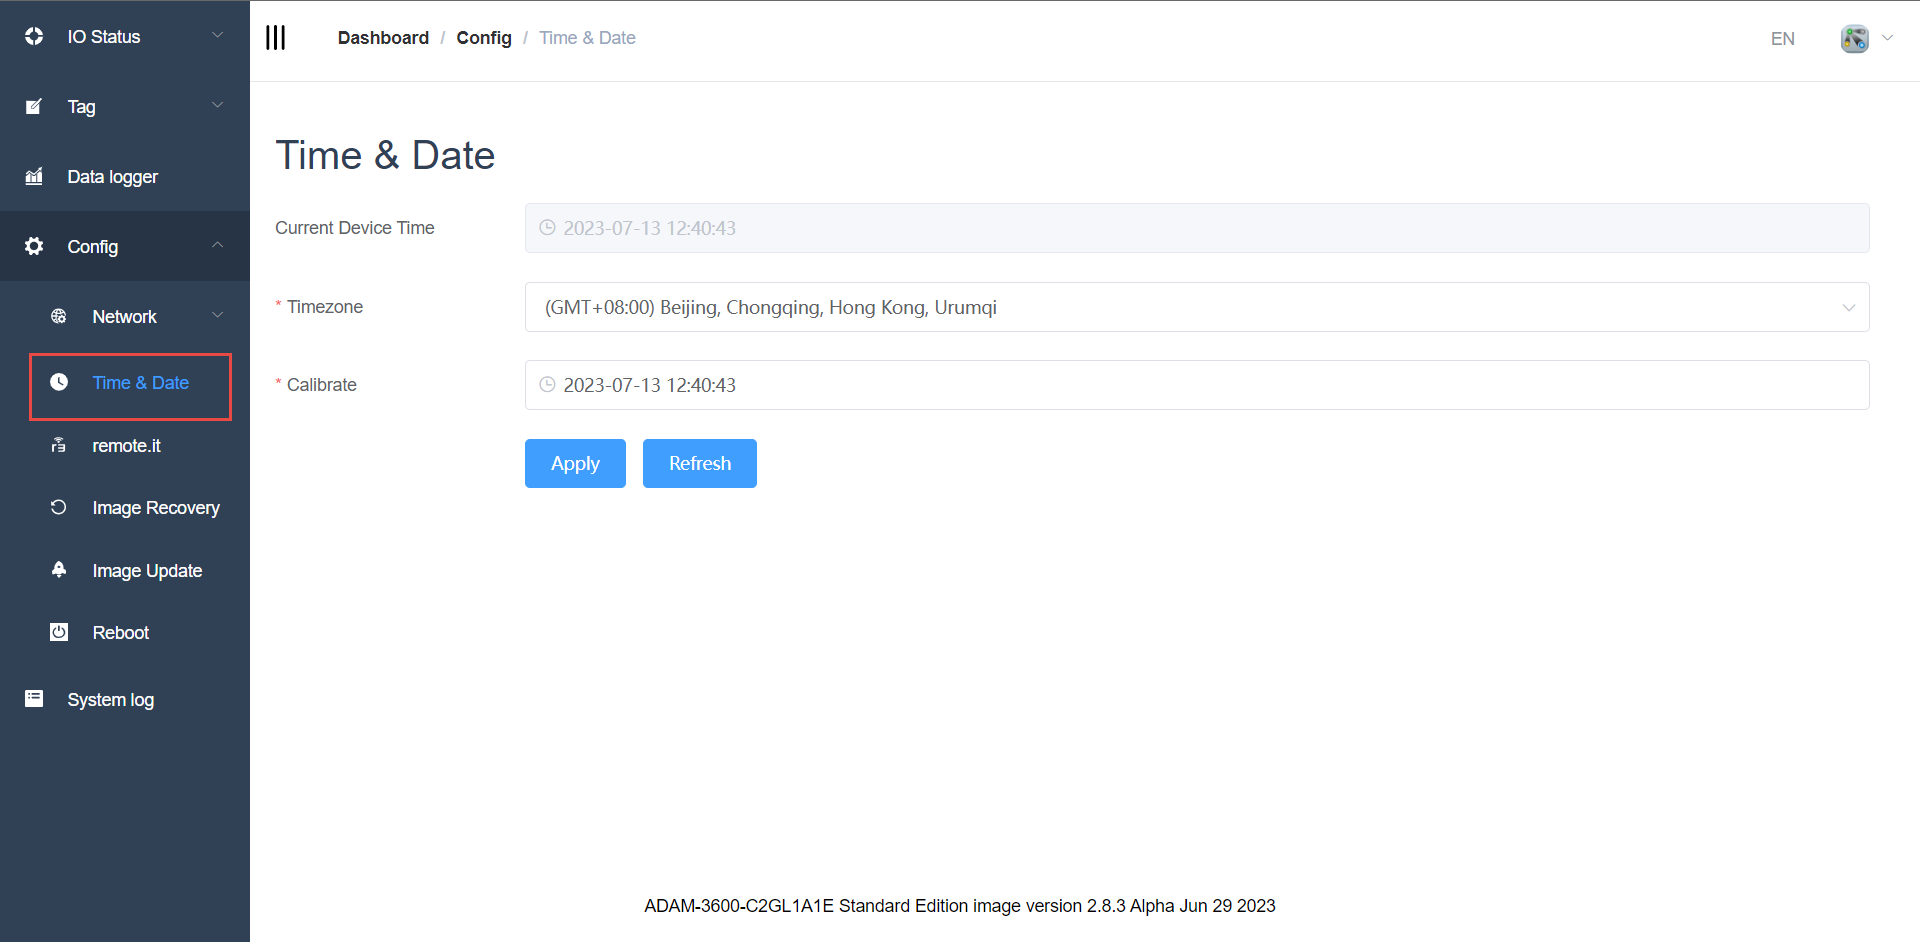 IO Status
Tag
Data logger
Config
Network
Time & Date
remote.it
Image Recovery
Image Update
Reboot
System log
Dashboard / Config / Time & Date
EN
Time & Date
Current Device Time
2023-07-13 12:40:43
* Timezone
(GMT+08:00) Beijing, Chongqing, Hong Kong, Urumqi
* Calibrate
2023-07-13 12:40:43
Apply
Refresh
ADAM-3600-C2GL1A1E Standard Edition image version 2.8.3 Alpha Jun 29 2023